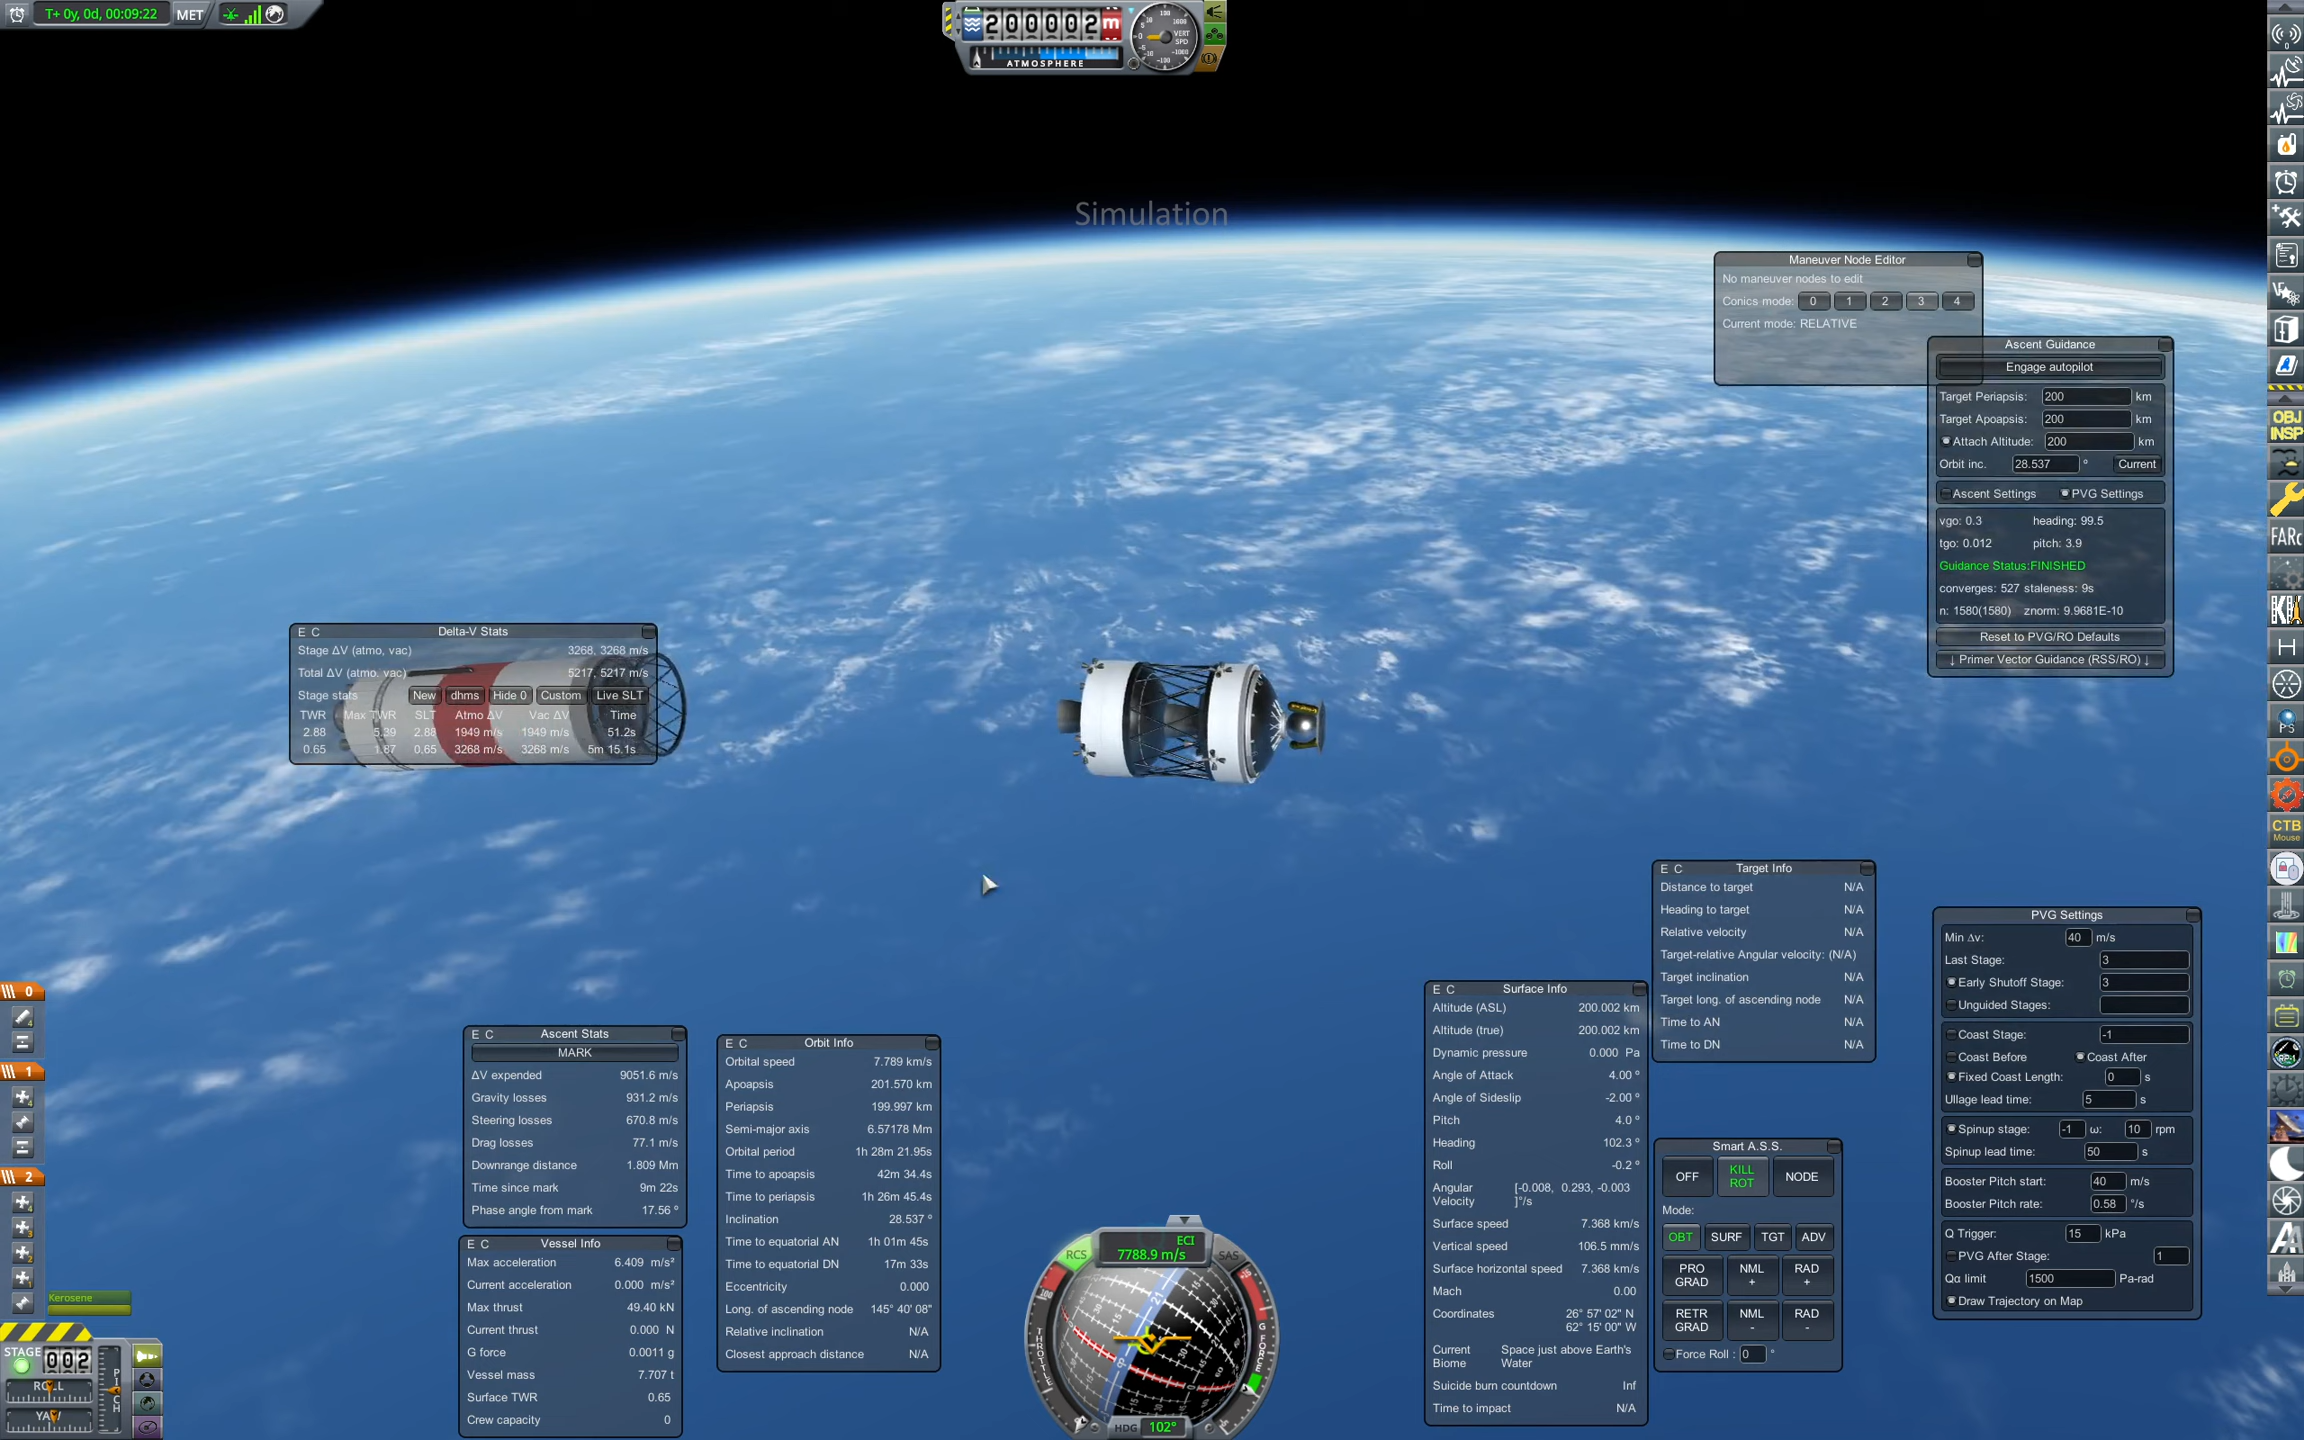 T+ 0y, 0d, 00:09:22 MET
200002 m
VERT SPD
ATMOSPHERE
Simulation
Maneuver Node Editor
No maneuver nodes to edit
Conics mode: 0 1 2 3 4
Current mode: RELATIVE
Ascent Guidance
Engage autopilot
Target Periapsis: 200 km
Target Apoapsis: 200 km
Attach Altitude: 200 km
Orbit inc. 28.537 º Current
Ascent Settings PVG Settings
vgo: 0.3 heading: 99.5
tgo: 0.012 pitch: 3.9
Guidance Status:FINISHED
converges: 527 staleness: 9s
n: 1580(1580) znorm: 9.9681E-10
Reset to PVG/RO Defaults
↓ Primer Vector Guidance (RSS/RO) ↓
E C Delta-V Stats
Stage ΔV (atmo, vac) 3268, 3268 m/s
Total ΔV (atmo, vac) 5217, 5217 m/s
Stage stats New dhms Hide 0 Custom Live SLT
TWR Max TWR SLT Atmo ΔV Vac ΔV Time
2.88 5.39 2.88 1949 m/s 1949 m/s 51.2s
0.65 1.87 0.65 3268 m/s 3268 m/s 5m 15.1s
E C Target Info
Distance to target N/A
Heading to target N/A
Relative velocity N/A
Target-relative Angular velocity: (N/A)
Target inclination N/A
Target long. of ascending node N/A
Time to AN N/A
Time to DN N/A
PVG Settings
Min Δv: 40 m/s
Last Stage: 3
Early Shutoff Stage: 3
Unguided Stages:
Coast Stage: -1
Coast Before Coast After
Fixed Coast Length: 0 s
Ullage lead time: 5 s
Spinup stage: -1 ω: 10 rpm
Spinup lead time: 50 s
Booster Pitch start: 40 m/s
Booster Pitch rate: 0.58 °/s
Q Trigger: 15 kPa
PVG After Stage: 1
Qα limit 1500 Pa-rad
Draw Trajectory on Map
E C Surface Info
Altitude (ASL) 200.002 km
Altitude (true) 200.002 km
Dynamic pressure 0.000 Pa
Angle of Attack 4.00 º
Angle of Sideslip -2.00 º
Pitch 4.0 º
Heading 102.3 º
Roll -0.2 º
Angular Velocity [-0.008, 0.293, -0.003
]°/s
Surface speed 7.368 km/s
Vertical speed 106.5 mm/s
Surface horizontal speed 7.368 km/s
Mach 0.00
Coordinates 26° 57' 02" N
62° 15' 00" W
Current Biome Space just above Earth's
Water
Suicide burn countdown Inf
Time to impact N/A
Smart A.S.S.
OFF KILL ROT NODE
Mode:
OBT SURF TGT ADV
PRO GRAD NML + RAD +
RETR GRAD NML - RAD -
Force Roll : 0 °
E C Ascent Stats
MARK
ΔV expended 9051.6 m/s
Gravity losses 931.2 m/s
Steering losses 670.8 m/s
Drag losses 77.1 m/s
Downrange distance 1.809 Mm
Time since mark 9m 22s
Phase angle from mark 17.56 º
E C Vessel Info
Max acceleration 6.409 m/s²
Current acceleration 0.000 m/s²
Max thrust 49.40 kN
Current thrust 0.000 N
G force 0.0011 g
Vessel mass 7.707 t
Surface TWR 0.65
Crew capacity 0
E C Orbit Info
Orbital speed 7.789 km/s
Apoapsis 201.570 km
Periapsis 199.997 km
Semi-major axis 6.57178 Mm
Orbital period 1h 28m 21.95s
Time to apoapsis 42m 34.4s
Time to periapsis 1h 26m 45.4s
Inclination 28.537 º
Time to equatorial AN 1h 01m 45s
Time to equatorial DN 17m 33s
Eccentricity 0.000
Long. of ascending node 145° 40' 08"
Relative inclination N/A
Closest approach distance N/A
ECI
7788.9 m/s
RCS SAS
THROTTLE
G FORCE
HDG 102°
0
1
2
Kerosene
STAGE 002
ROLL
YAW
PITCH
OBJ
INSP
FARc
PS
CTB
Mouse